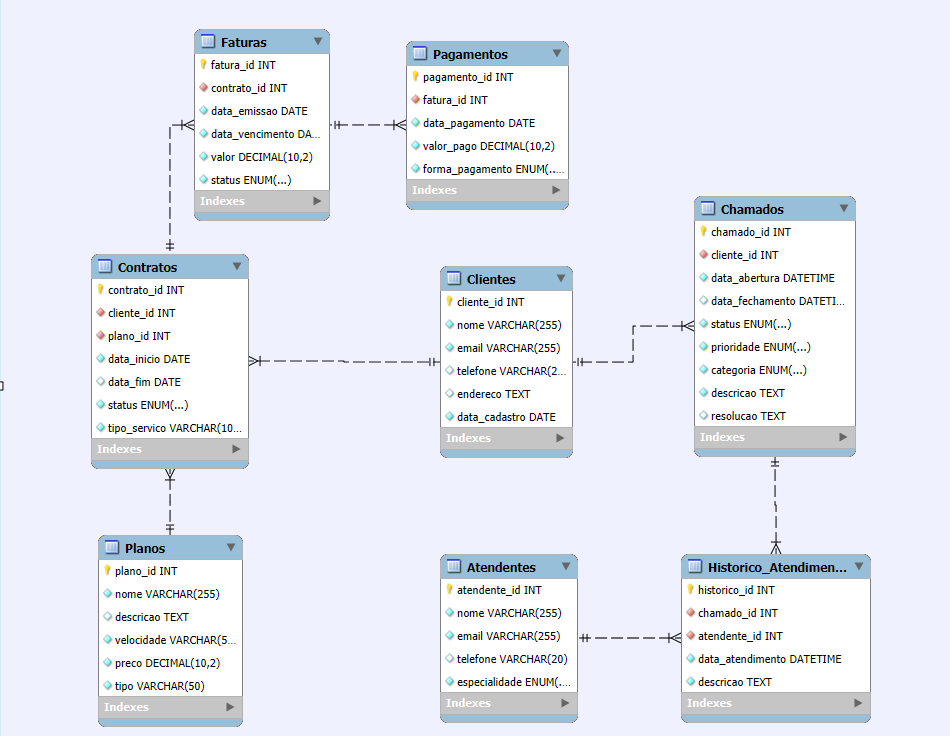 Faturas
fatura_id INT
contrato_id INT
data_emissao DATE
data_vencimento DA...
valor DECIMAL(10,2)
status ENUM(...)
Indexes
Pagamentos
pagamento_id INT
fatura_id INT
data_pagamento DATE
valor_pago DECIMAL(10,2)
forma_pagamento ENUM(...
Indexes
Chamados
chamado_id INT
cliente_id INT
data_abertura DATETIME
data_fechamento DATETI...
status ENUM(...)
prioridade ENUM(...)
categoria ENUM(...)
descricao TEXT
resolucao TEXT
Indexes
Contratos
contrato_id INT
cliente_id INT
plano_id INT
data_inicio DATE
data_fim DATE
status ENUM(...)
tipo_servico VARCHAR(10...
Indexes
Clientes
cliente_id INT
nome VARCHAR(255)
email VARCHAR(255)
telefone VARCHAR(2...
endereco TEXT
data_cadastro DATE
Indexes
Planos
plano_id INT
nome VARCHAR(255)
descricao TEXT
velocidade VARCHAR(5...
preco DECIMAL(10,2)
tipo VARCHAR(50)
Indexes
Atendentes
atendente_id INT
nome VARCHAR(255)
email VARCHAR(255)
telefone VARCHAR(20)
especialidade ENUM(...
Indexes
Historico_Atendimen...
historico_id INT
chamado_id INT
atendente_id INT
data_atendimento DATETIME
descricao TEXT
Indexes